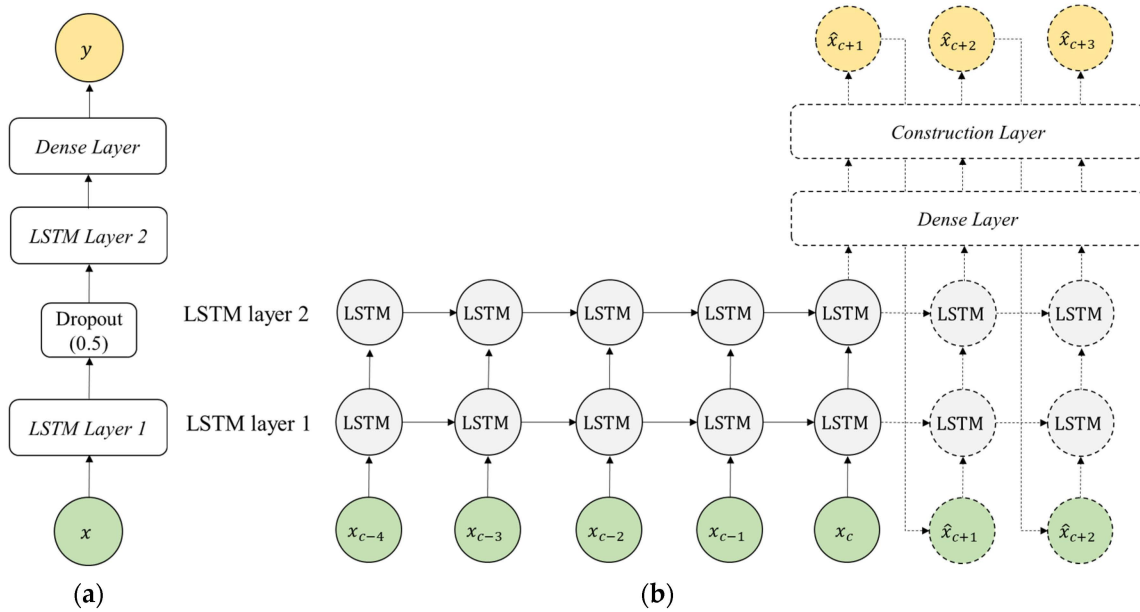 y
Dense Layer
LSTM Layer 2
Dropout
(0.5)
LSTM Layer 1
x
(a)
x̂c+1 x̂c+2 x̂c+3
Construction Layer
Dense Layer
LSTM layer 2 LSTM LSTM LSTM LSTM LSTM LSTM LSTM
LSTM layer 1 LSTM LSTM LSTM LSTM LSTM LSTM LSTM
xc−4 xc−3 xc−2 xc−1 xc x̂c+1 x̂c+2
(b)